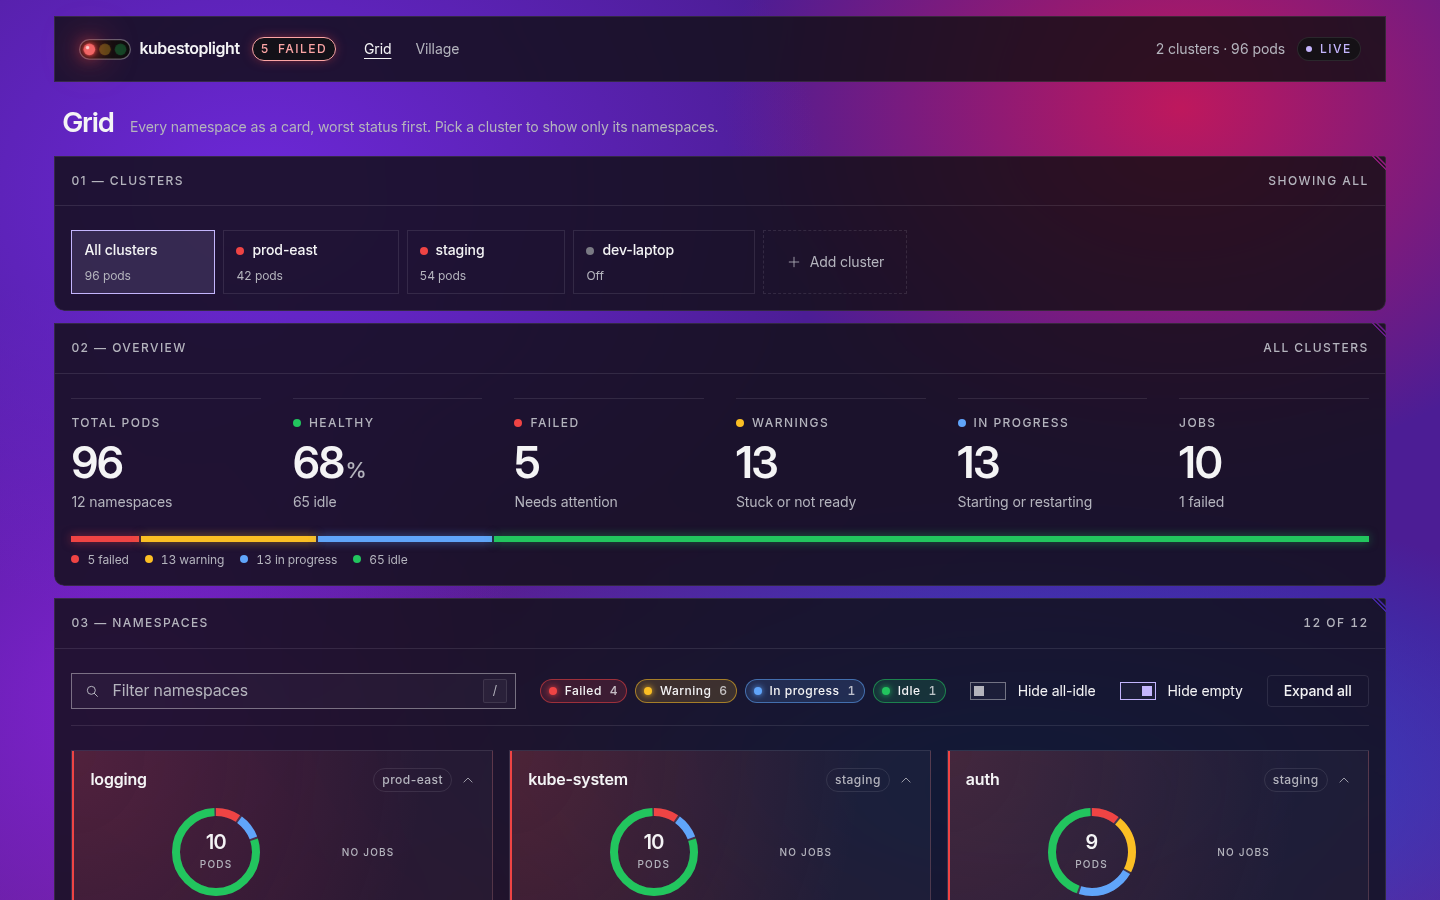 kubestoplight 5 FAILED Grid Village 2 clusters · 96 pods LIVE
Grid Every namespace as a card, worst status first. Pick a cluster to show only its namespaces.
01 — CLUSTERS SHOWING ALL
All clusters prod-east staging dev-laptop
+ Add cluster
96 pods 42 pods 54 pods Off
02 — OVERVIEW ALL CLUSTERS
TOTAL PODS HEALTHY FAILED WARNINGS IN PROGRESS JOBS
96 68% 5 13 13 10
12 namespaces 65 idle Needs attention Stuck or not ready Starting or restarting 1 failed
5 failed 13 warning 13 in progress 65 idle
03 — NAMESPACES 12 OF 12
Filter namespaces / Failed 4 Warning 6 In progress 1 Idle 1 Hide all-idle Hide empty Expand all
logging prod-east kube-system staging auth staging
10 10 9
NO JOBS NO JOBS NO JOBS
PODS PODS PODS